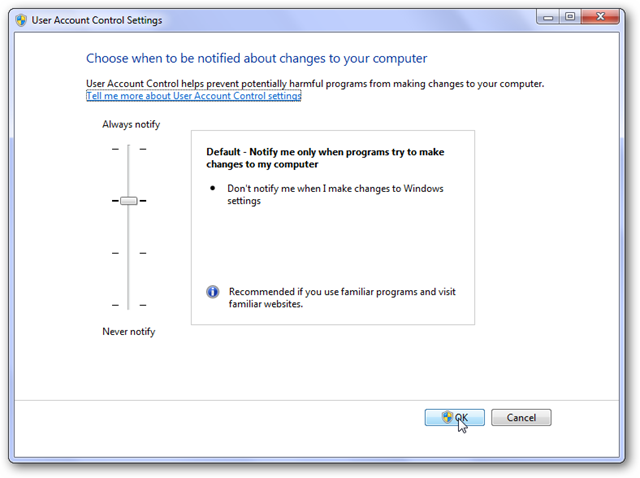 User Account Control Settings
Choose when to be notified about changes to your computer
User Account Control helps prevent potentially harmful programs from making changes to your computer.
Tell me more about User Account Control settings
Always notify
Default - Notify me only when programs try to make
changes to my computer
Don't notify me when I make changes to Windows
settings
Recommended if you use familiar programs and visit
familiar websites.
Never notify
OK
Cancel